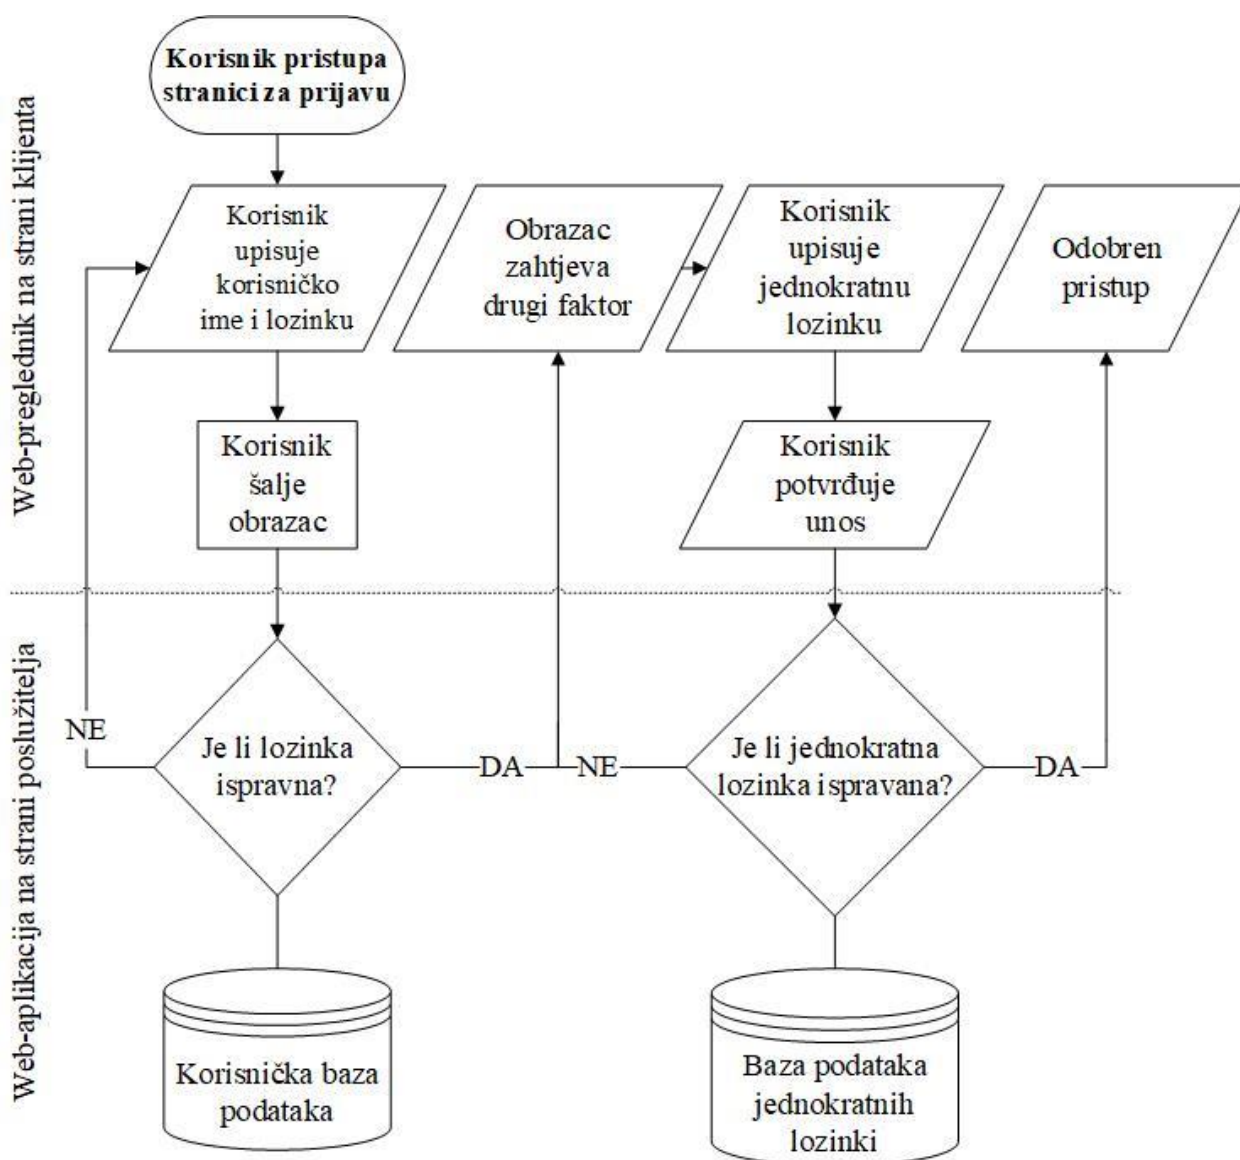 Korisnik pristupa
stranici za prijavu
Web-preglednik na strani klijenta
Korisnik
upisuje
korisničko
ime i lozinku
Obrazac
zahtjeva
drugi faktor
Korisnik
upisuje
jednokratnu
lozinku
Odobren
pristup
Korisnik
šalje
obrazac
Korisnik
potvrđuje
unos
Web-aplikacija na strani poslužitelja
NE
Je li lozinka
ispravna?
DA
NE
Je li jednokratna
lozinka ispravana?
DA
Korisnička baza
podataka
Baza podataka
jednokratnih
lozinki